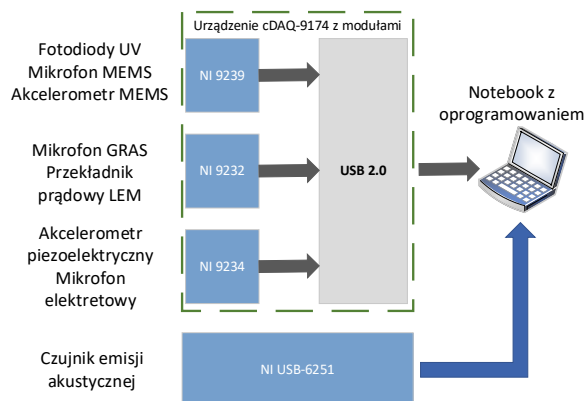 Urządzenie cDAQ-9174 z modułami
Fotodiody UV
Mikrofon MEMS
Akcelerometr MEMS
NI 9239
Mikrofon GRAS
Przekładnik
prądowy LEM
NI 9232
Akcelerometr
piezoelektryczny
Mikrofon
elektretowy
NI 9234
USB 2.0
Notebook z
oprogramowaniem
Czujnik emisji
akustycznej
NI USB-6251